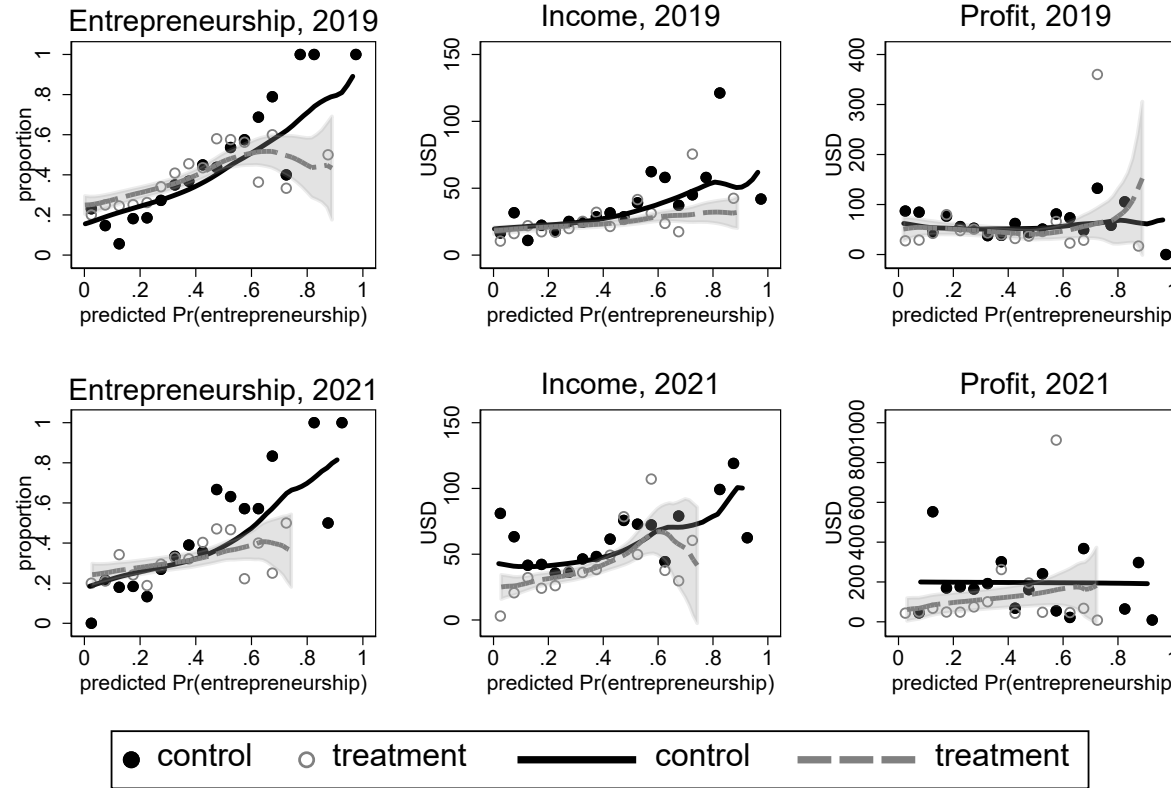 Entrepreneurship, 2019
proportion
0 .2 .4 .6 .8 1
0 .2 .4 .6 .8 1
predicted Pr(entrepreneurship)
Income, 2019
USD
0 50 100 150
0 .2 .4 .6 .8 1
predicted Pr(entrepreneurship)
Profit, 2019
USD
0 100 200 300 400
0 .2 .4 .6 .8 1
predicted Pr(entrepreneurship)
Entrepreneurship, 2021
proportion
0 .2 .4 .6 .8 1
0 .2 .4 .6 .8 1
predicted Pr(entrepreneurship)
Income, 2021
USD
0 50 100 150
0 .2 .4 .6 .8 1
predicted Pr(entrepreneurship)
Profit, 2021
USD
0 200 400 600 8001000
0 .2 .4 .6 .8 1
predicted Pr(entrepreneurship)
control treatment control treatment